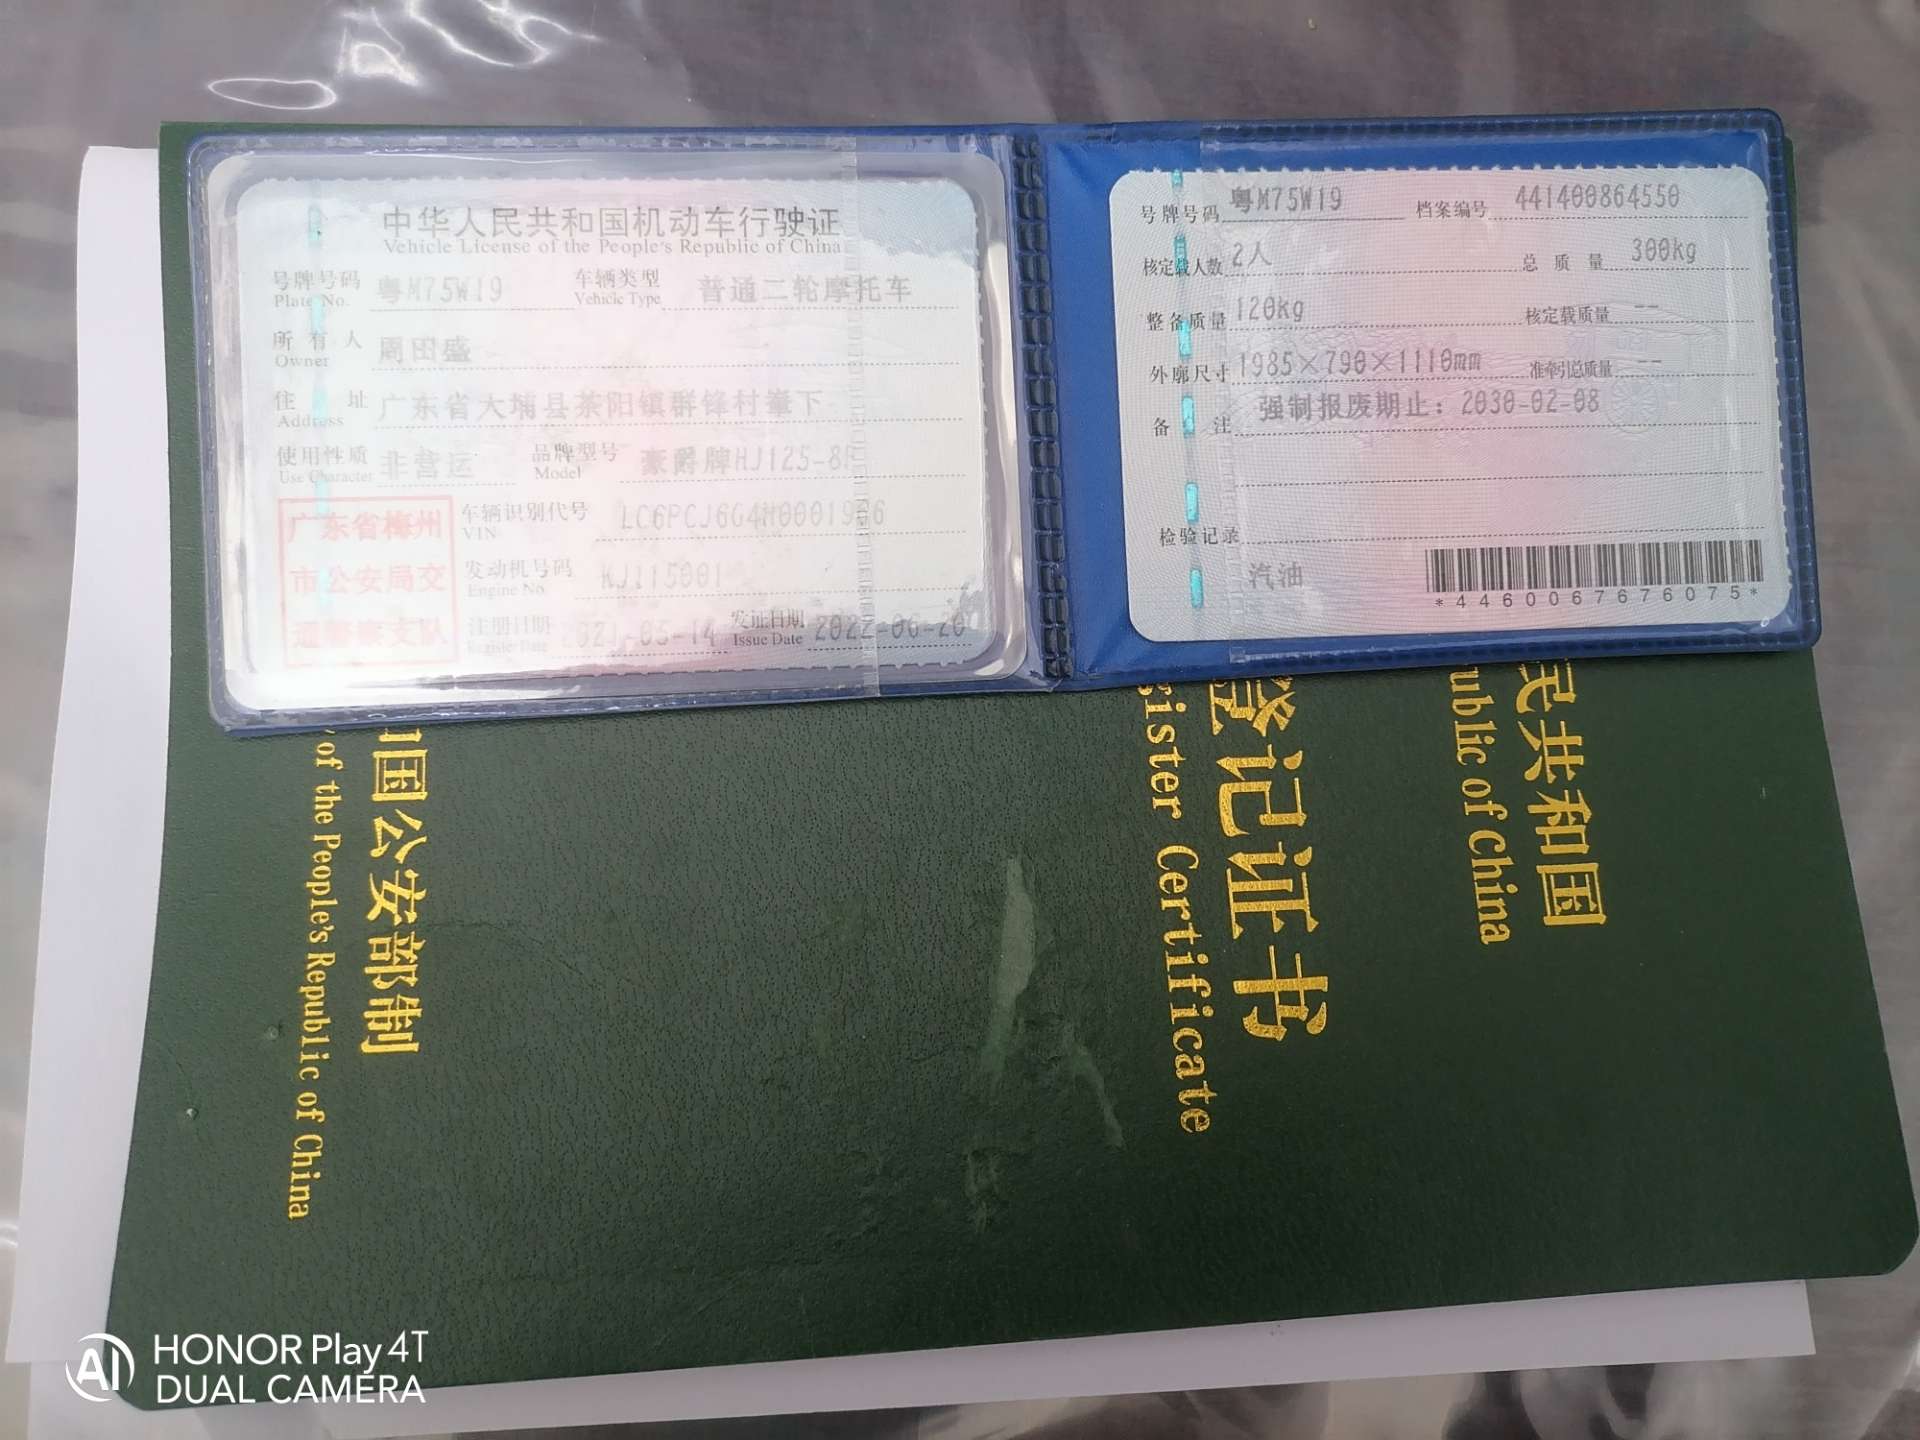 中华人民共和国机动车行驶证
Vehicle License of the People's Republic of China
号牌号码 粤M75W19 车辆类型 普通二轮摩托车
Plate No. Vehicle Type
所有人 周田盛
Owner
住址 广东省大埔县茶阳镇群锋村輋下
Address
使用性质 非营运 品牌型号 豪爵牌HJ125-8
Use Character Model
广东省梅州
市公安局交
通警察支队
车辆识别代号
VIN
发动机号码 KJ115001
Engine No.
注册日期 发证日期 2022-06-20
Register Date Issue Date
号牌号码 粤M75W19 档案编号 441400864550
核定载人数 2人 总质量 300kg
整备质量 120kg 核定载质量 --
外廓尺寸 1985×790×1110mm 准牵引总质量 --
备注 强制报废期止：2030-02-08
检验记录
汽油
*4460067676075*
民共和国
ublic of China
登记证书
ister Certificate
国公安部制
of the People's Republic of China
AI HONOR Play 4T
DUAL CAMERA